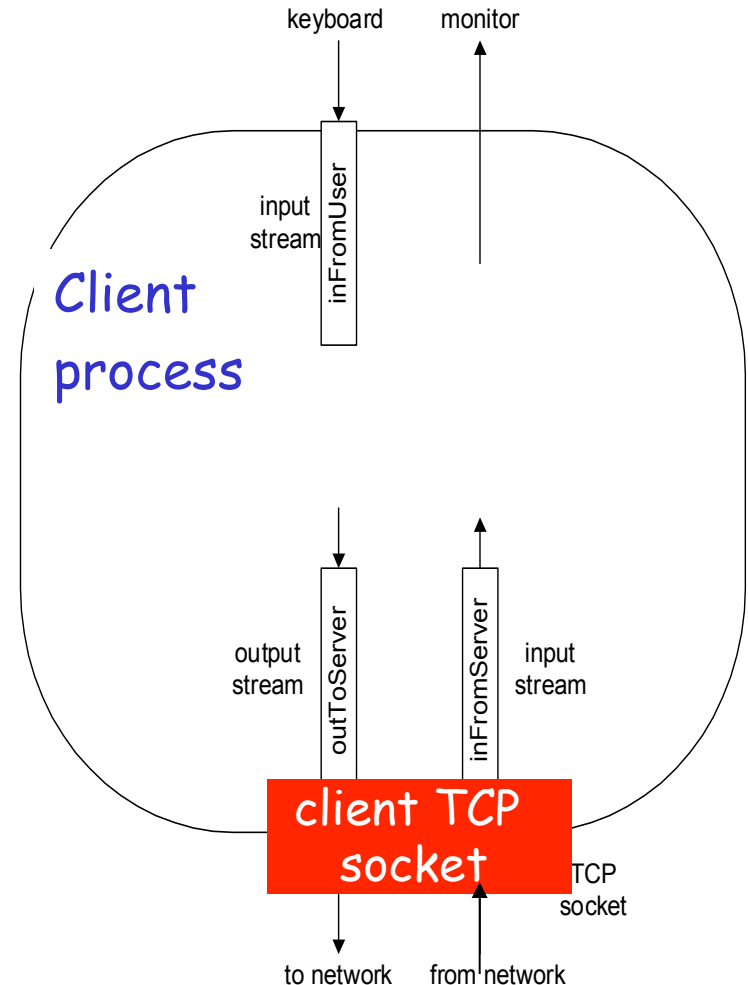 keyboard
monitor
input
stream
inFromUser
Client
process
output
stream
outToServer
inFromServer
input
stream
client TCP
socket
TCP
socket
to network
from network